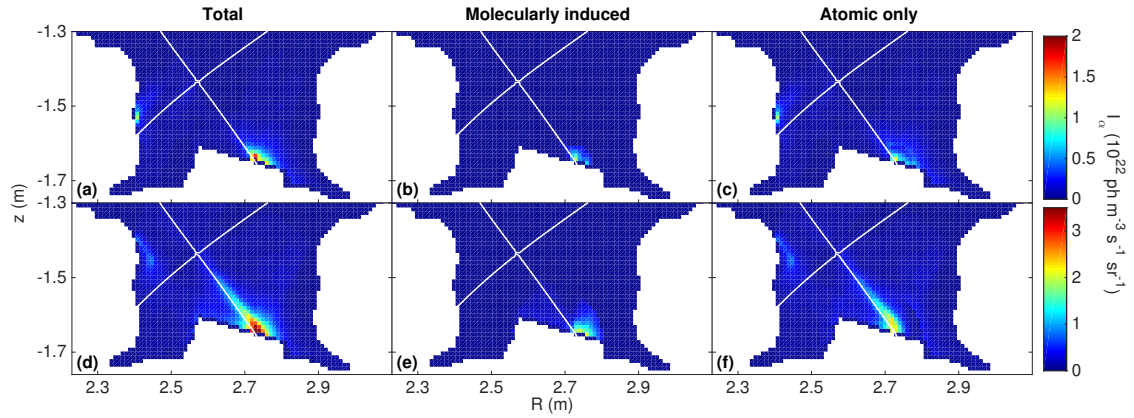 Total Molecularly induced Atomic only
-1.3
-1.5
-1.7
(a) (b) (c)
-1.3
-1.5
-1.7
(d) (e) (f)
z (m)
2.3 2.5 2.7 2.9 2.3 2.5 2.7 2.9 2.3 2.5 2.7 2.9
R (m)
2
1.5
1
0.5
0
3
2
1
0
I_α (10^22 ph m^-3 s^-1 sr^-1)